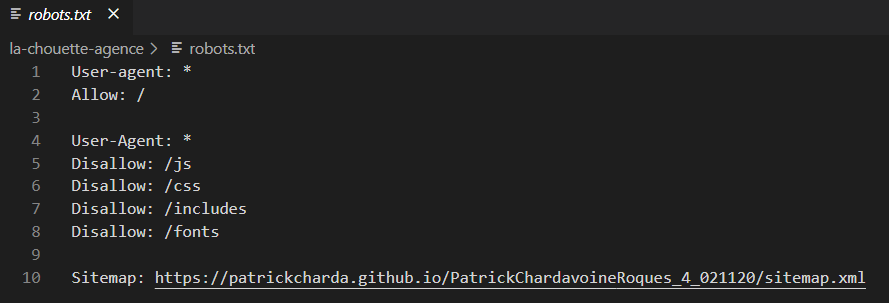 robots.txt
la-chouette-agence > robots.txt
1 User-agent: *
2 Allow: /
3
4 User-Agent: *
5 Disallow: /js
6 Disallow: /css
7 Disallow: /includes
8 Disallow: /fonts
9
10 Sitemap: https://patrickcharda.github.io/PatrickChardavoineRoques_4_021120/sitemap.xml